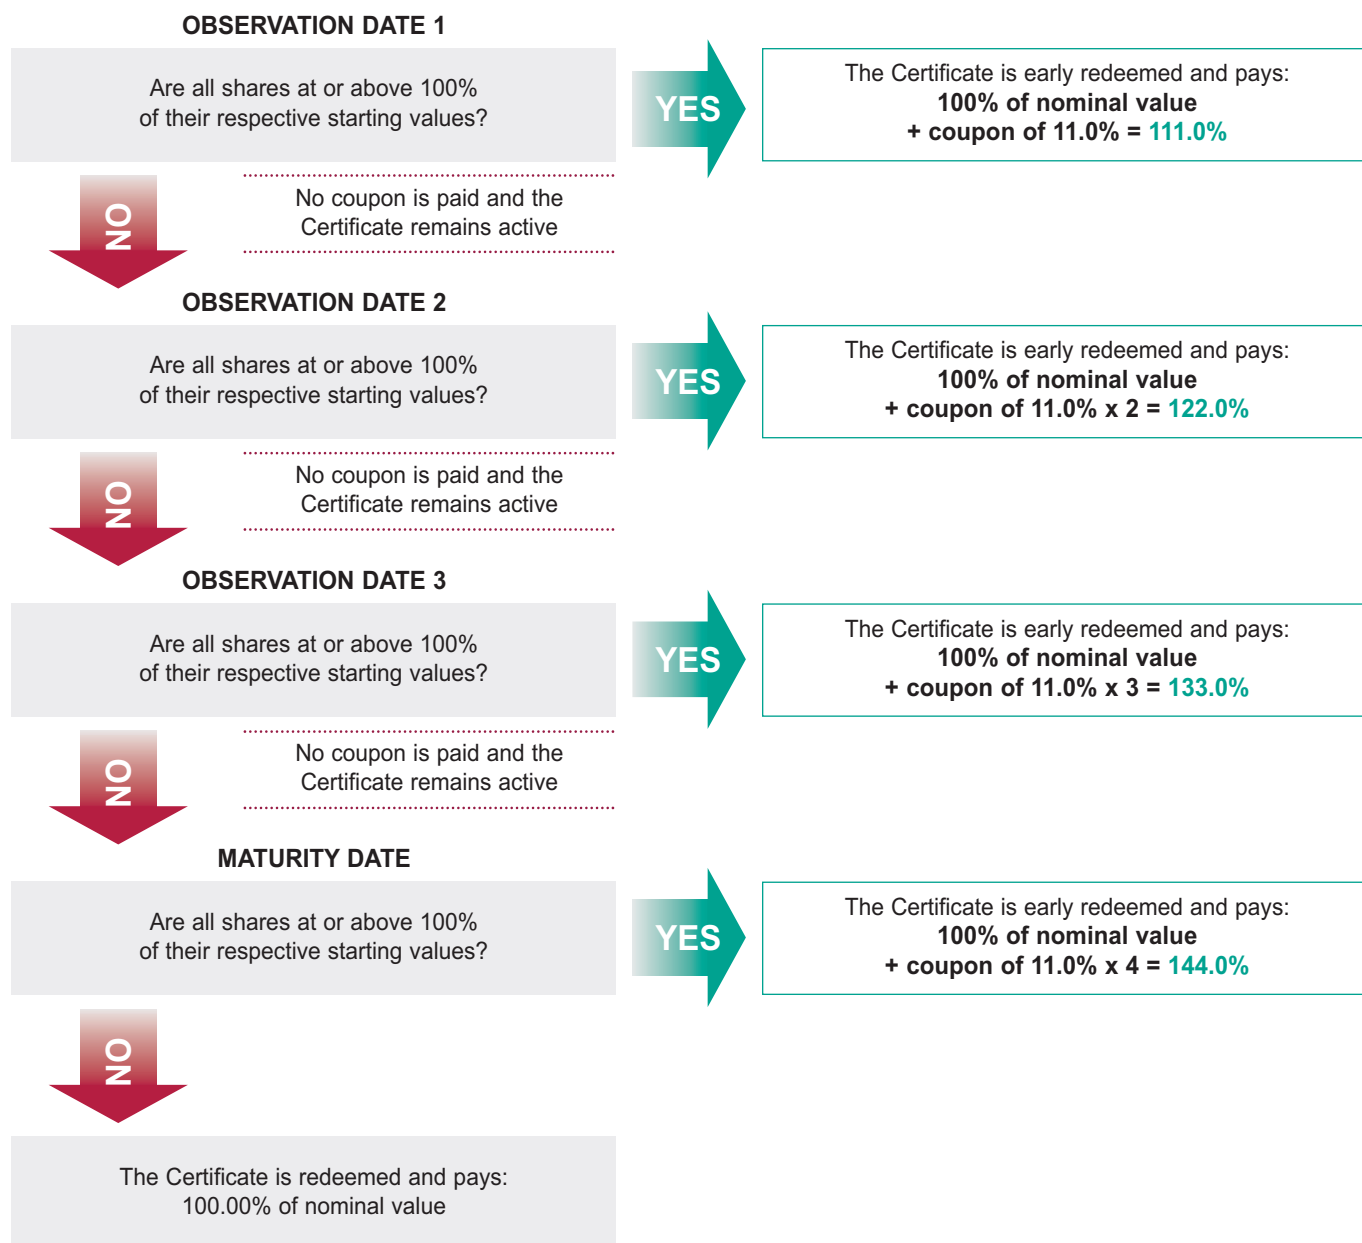 OBSERVATION DATE 1
Are all shares at or above 100%
of their respective starting values?
YES
The Certificate is early redeemed and pays:
100% of nominal value
+ coupon of 11.0% = 111.0%
NO
No coupon is paid and the
Certificate remains active
OBSERVATION DATE 2
Are all shares at or above 100%
of their respective starting values?
YES
The Certificate is early redeemed and pays:
100% of nominal value
+ coupon of 11.0% x 2 = 122.0%
NO
No coupon is paid and the
Certificate remains active
OBSERVATION DATE 3
Are all shares at or above 100%
of their respective starting values?
YES
The Certificate is early redeemed and pays:
100% of nominal value
+ coupon of 11.0% x 3 = 133.0%
NO
No coupon is paid and the
Certificate remains active
MATURITY DATE
Are all shares at or above 100%
of their respective starting values?
YES
The Certificate is early redeemed and pays:
100% of nominal value
+ coupon of 11.0% x 4 = 144.0%
NO
The Certificate is redeemed and pays:
100.00% of nominal value